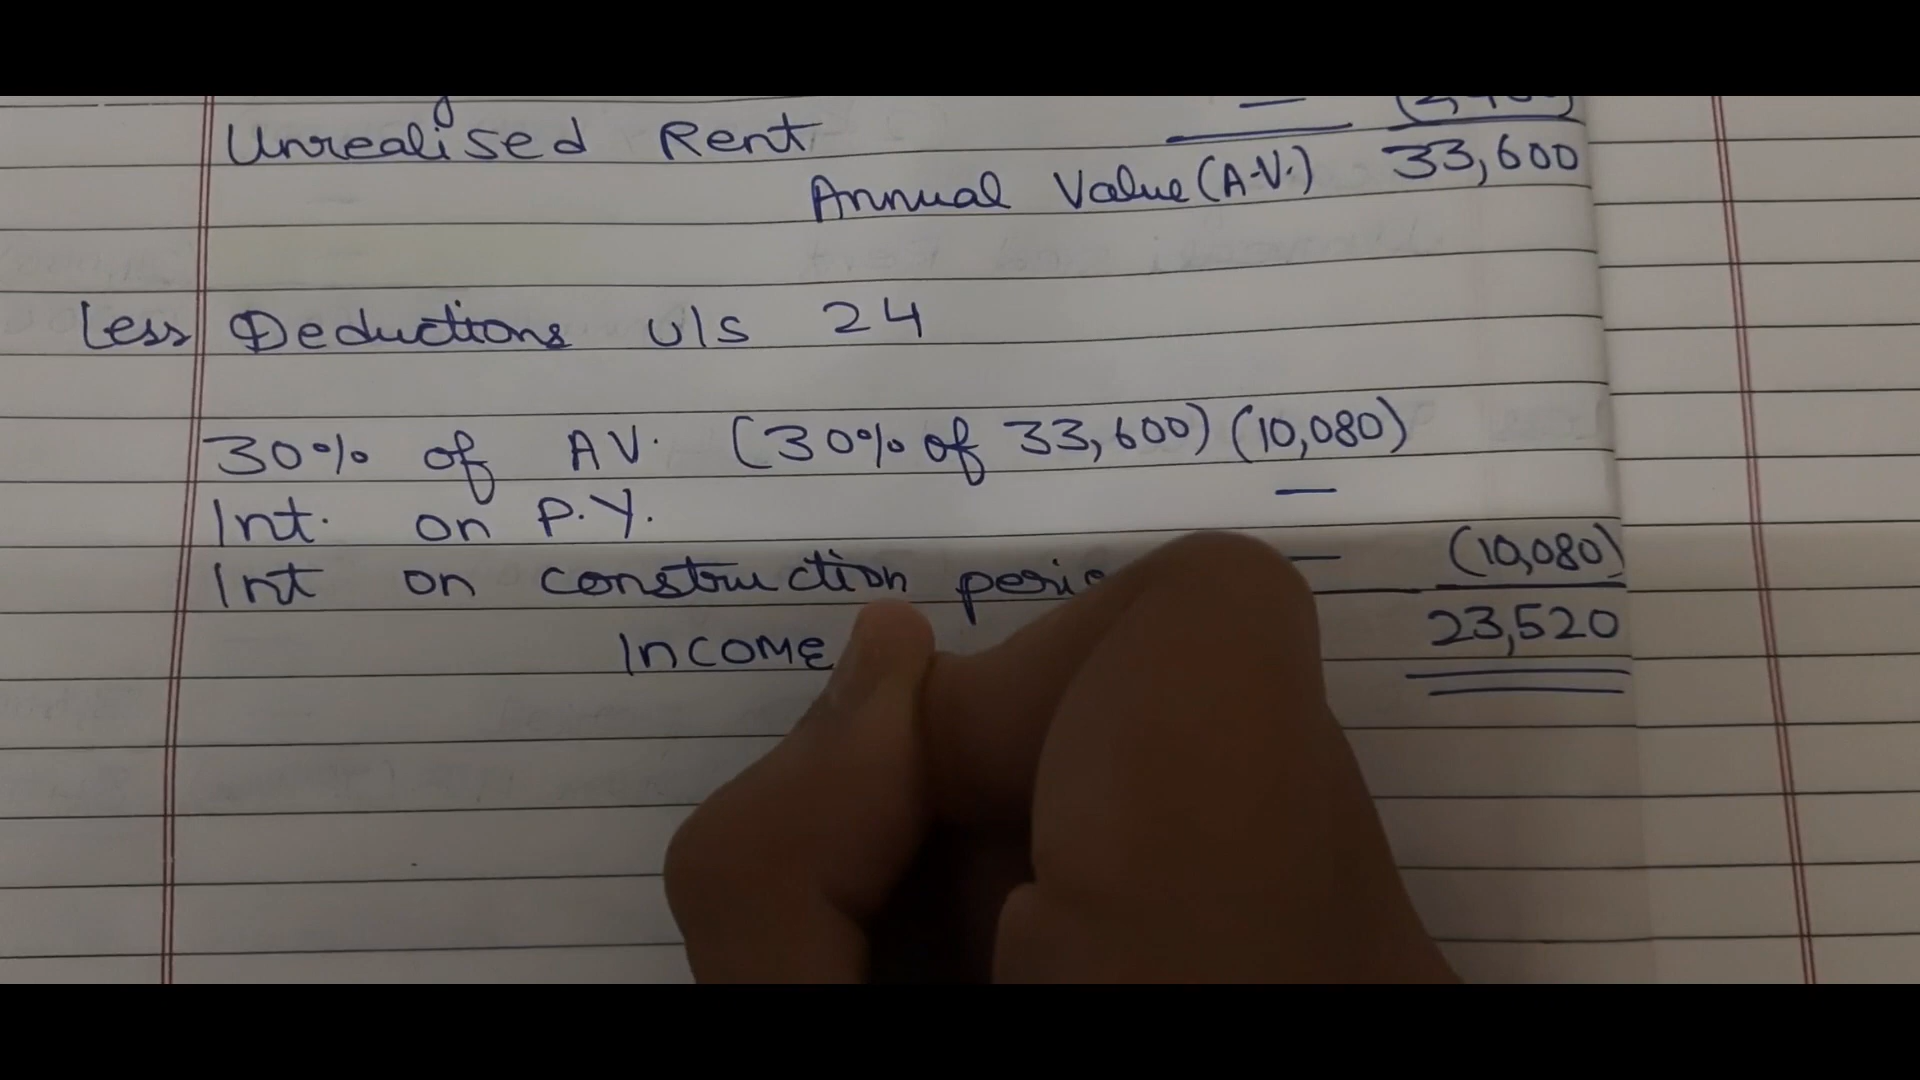 Unrealised Rent —
Annual Value (A.V.) 33,600
Less Deductions U/S 24
30% of A.V. (30% of 33,600) (10,080)
Int. on P.Y. —
Int on construction — (10,080)
Income 23,520